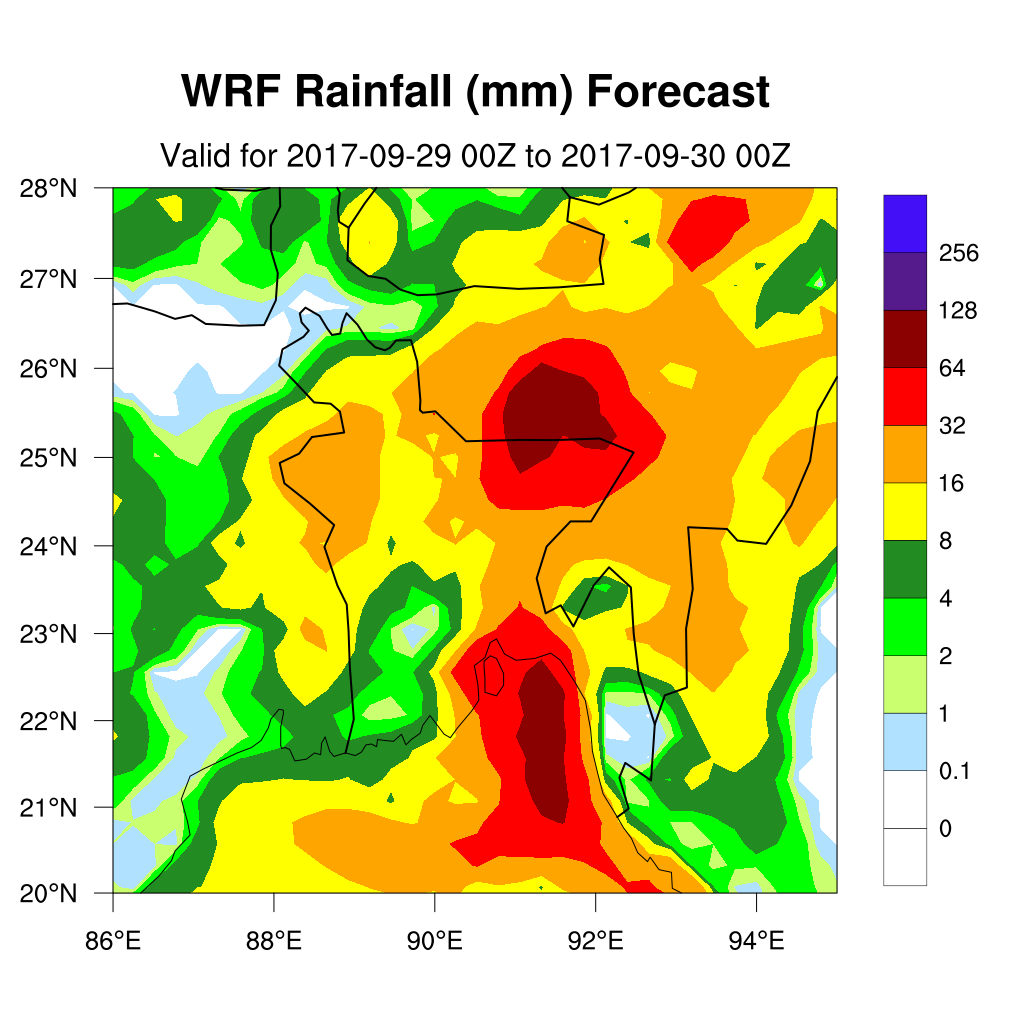 WRF Rainfall (mm) Forecast
Valid for 2017-09-29 00Z to 2017-09-30 00Z
28°N
27°N
26°N
25°N
24°N
23°N
22°N
21°N
20°N
86°E 88°E 90°E 92°E 94°E
256
128
64
32
16
8
4
2
1
0.1
0